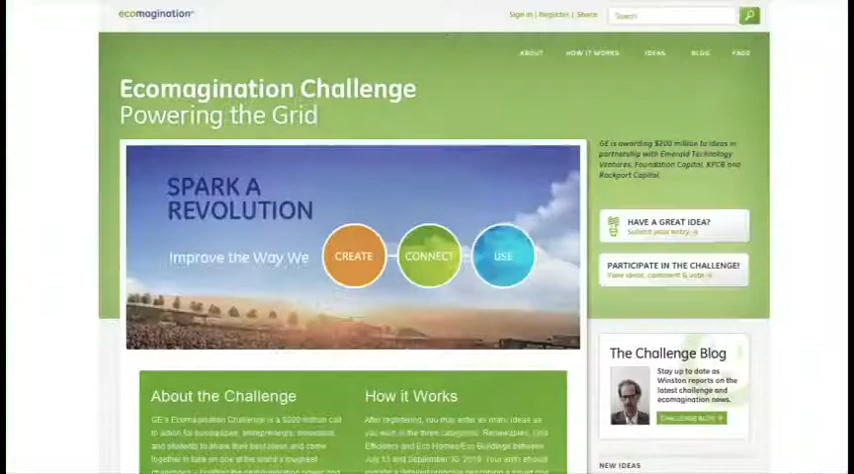 ecomagination
Sign in | Register | Share
Search
ABOUT HOW IT WORKS IDEAS BLOG FAQS
Ecomagination Challenge
Powering the Grid
GE is awarding $200 million to ideas in
partnership with Emerald Technology
Ventures, Foundation Capital, KPCB and
Rockport Capital.
SPARK A
REVOLUTION
Improve the Way We CREATE CONNECT USE
HAVE A GREAT IDEA?
Submit your entry
PARTICIPATE IN THE CHALLENGE!
View ideas, comment & vote
The Challenge Blog
Stay up to date as
Winston reports on the
latest challenge and
ecomagination news.
CHALLENGE BLOG
About the Challenge
GE's Ecomagination Challenge is a $200 million call
to action for businesses, entrepreneurs, innovators,
and students to share their best ideas and come
together to take on one of the world's toughest
How it Works
After registering, you may enter as many ideas as
you wish in the three categories: Renewables, Grid
Efficiency and Eco Homes/Eco Buildings between
July 13 and September 30, 2010. Your entry should
NEW IDEAS